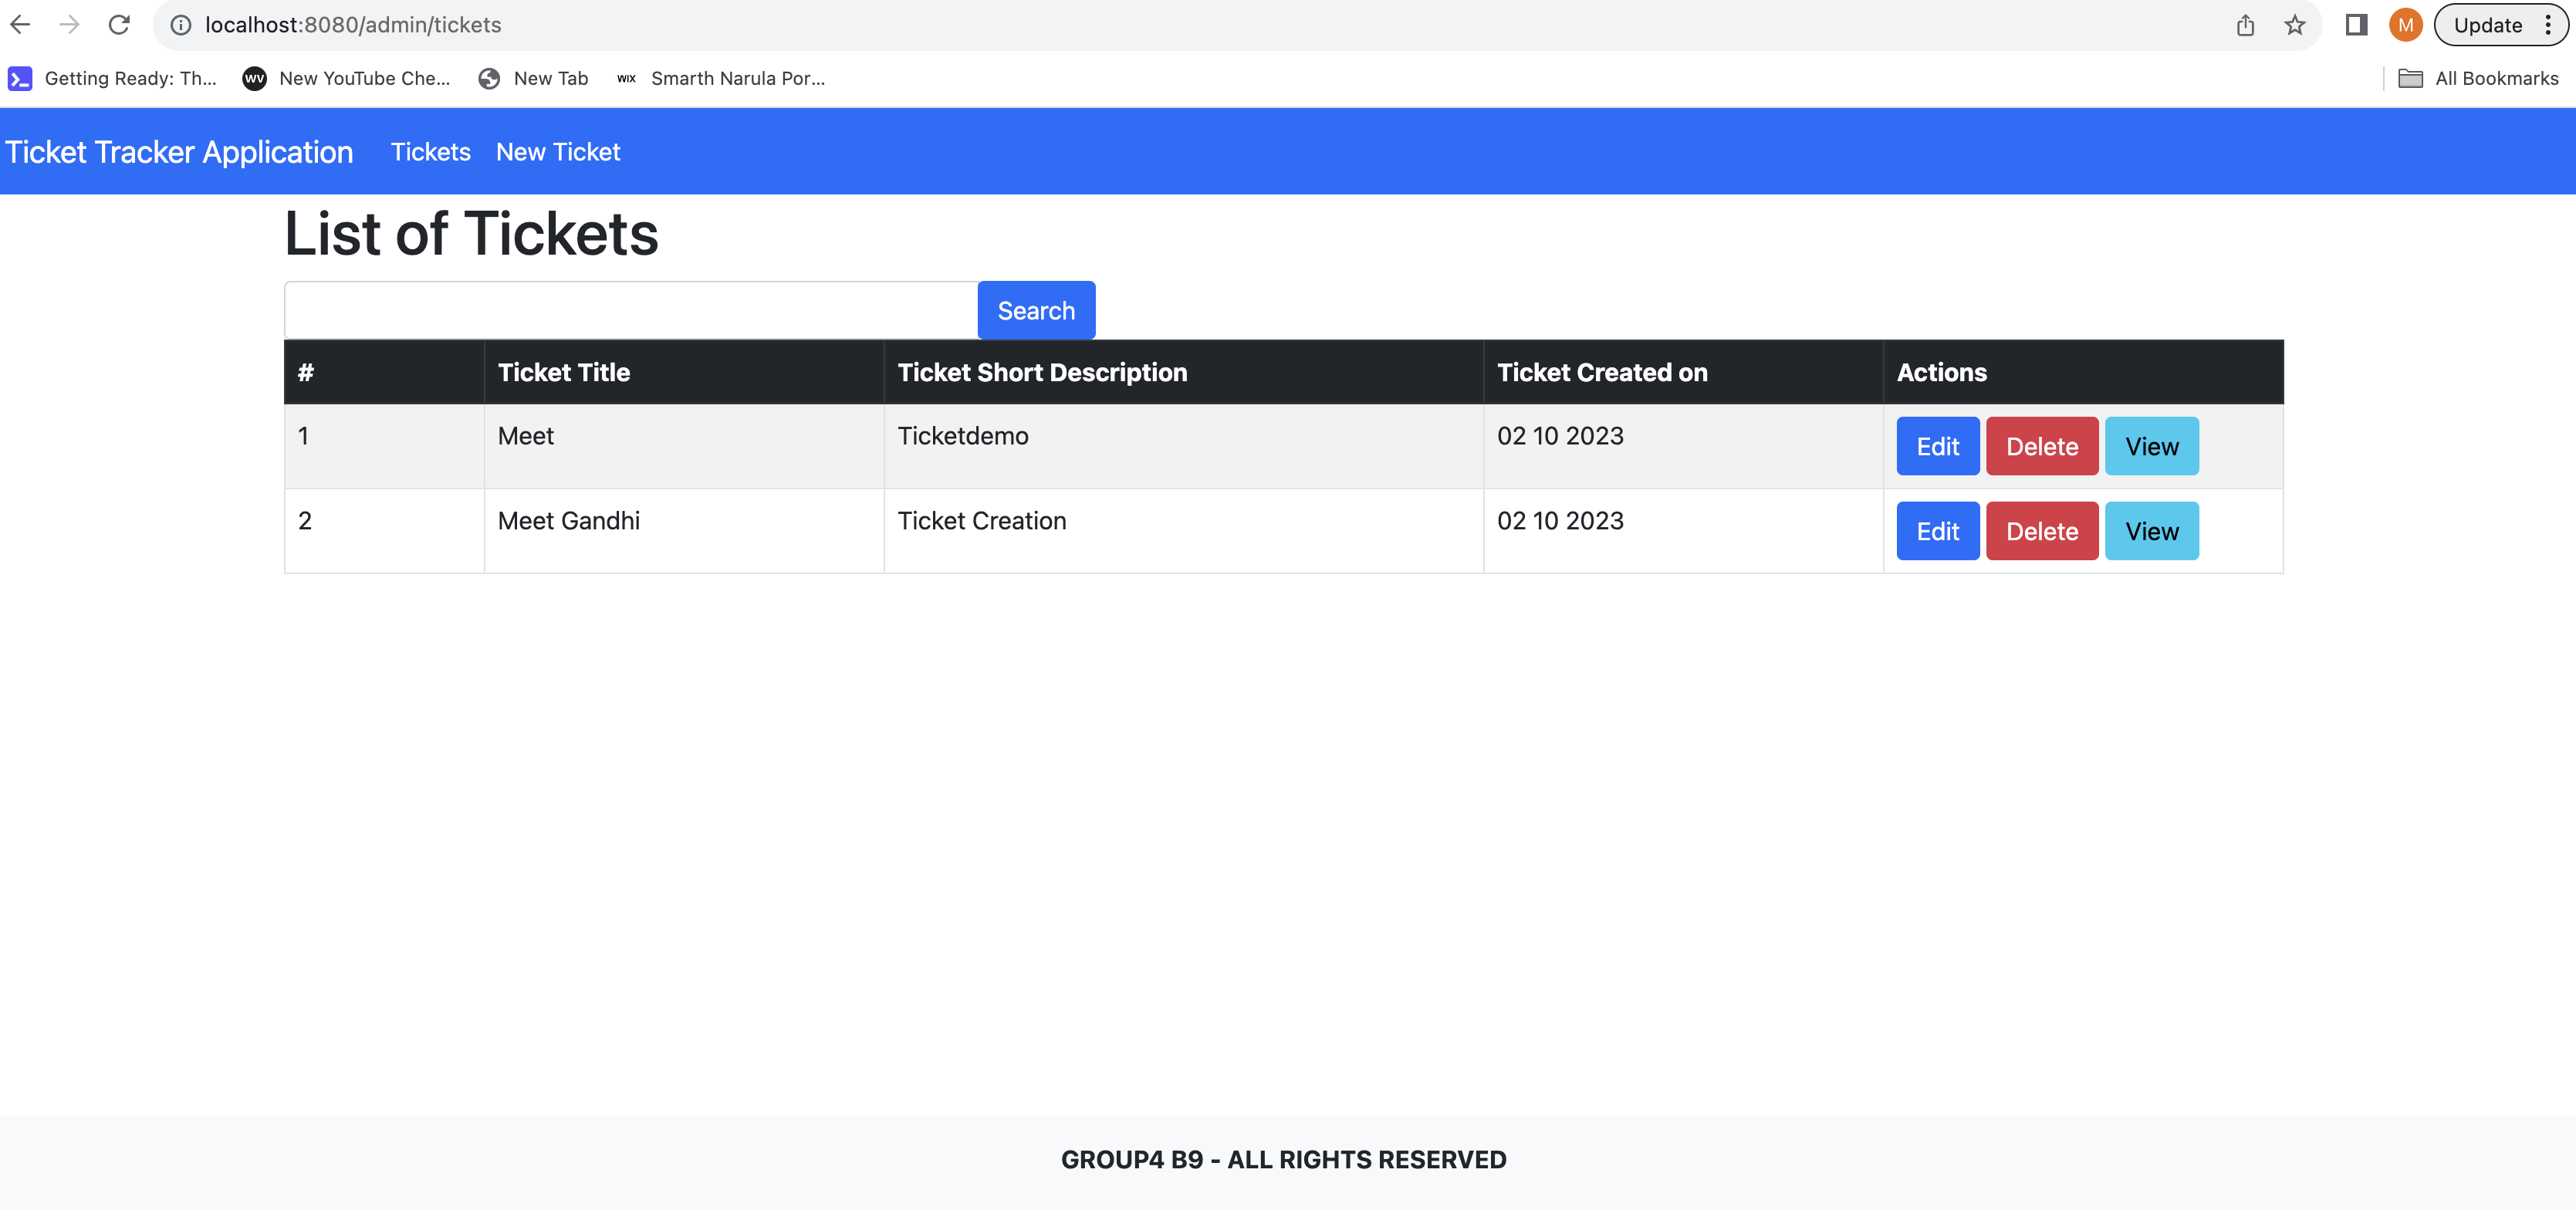 localhost:8080/admin/tickets M Update
Getting Ready: Th... WV New YouTube Che... New Tab WIX Smarth Narula Por... All Bookmarks
Ticket Tracker Application Tickets New Ticket
List of Tickets
Search
# Ticket Title Ticket Short Description Ticket Created on Actions
1 Meet Ticketdemo 02 10 2023 Edit Delete View
2 Meet Gandhi Ticket Creation 02 10 2023 Edit Delete View
GROUP4 B9 - ALL RIGHTS RESERVED